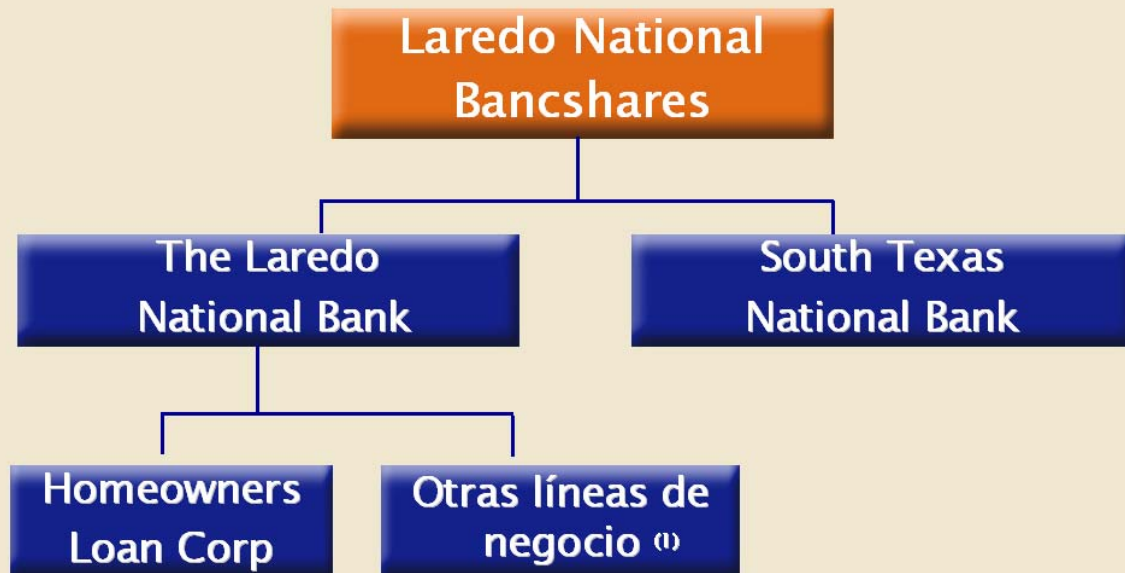 Laredo National
Bancshares
The Laredo
National Bank
South Texas
National Bank
Homeowners
Loan Corp
Otras líneas de
negocio (1)